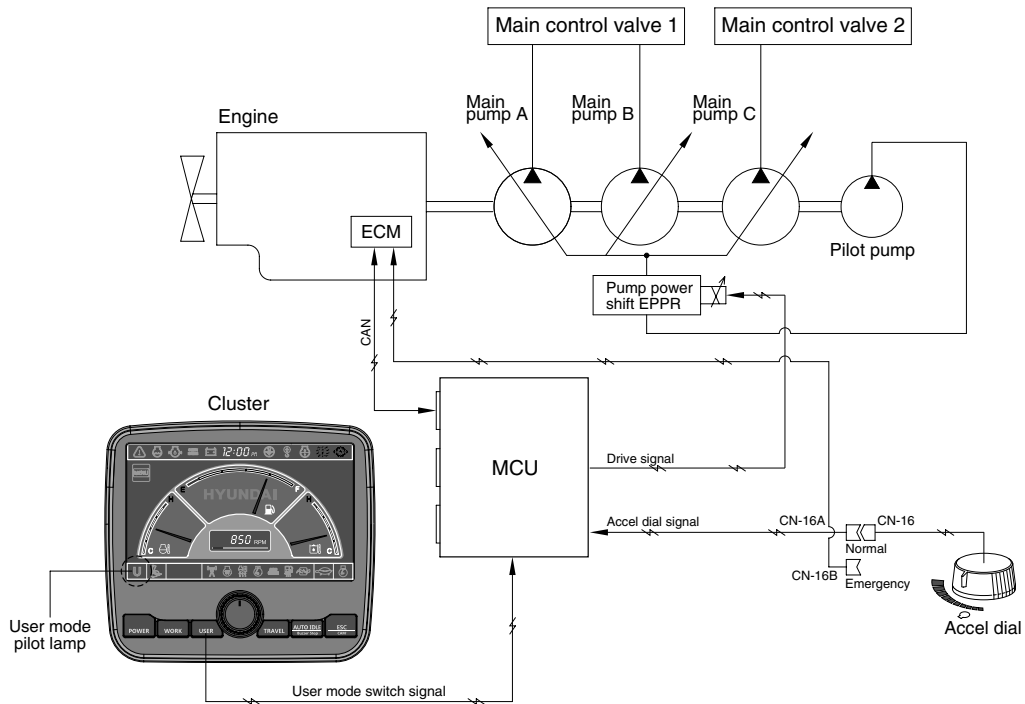 Main control valve 1
Main control valve 2
Main
pump A
Main
pump B
Main
pump C
Engine
ECM
Pilot pump
Pump power
shift EPPR
CAN
Cluster
MCU
Drive signal
Accel dial signal
CN-16A
CN-16
Normal
CN-16B
Emergency
Accel dial
12:00
E
F
H
H
HYUNDAI
850 RPM
C
C
U
User mode
pilot lamp
POWER
WORK
USER
TRAVEL
AUTO IDLE
Buzzer Stop
ESC
CAM
User mode switch signal